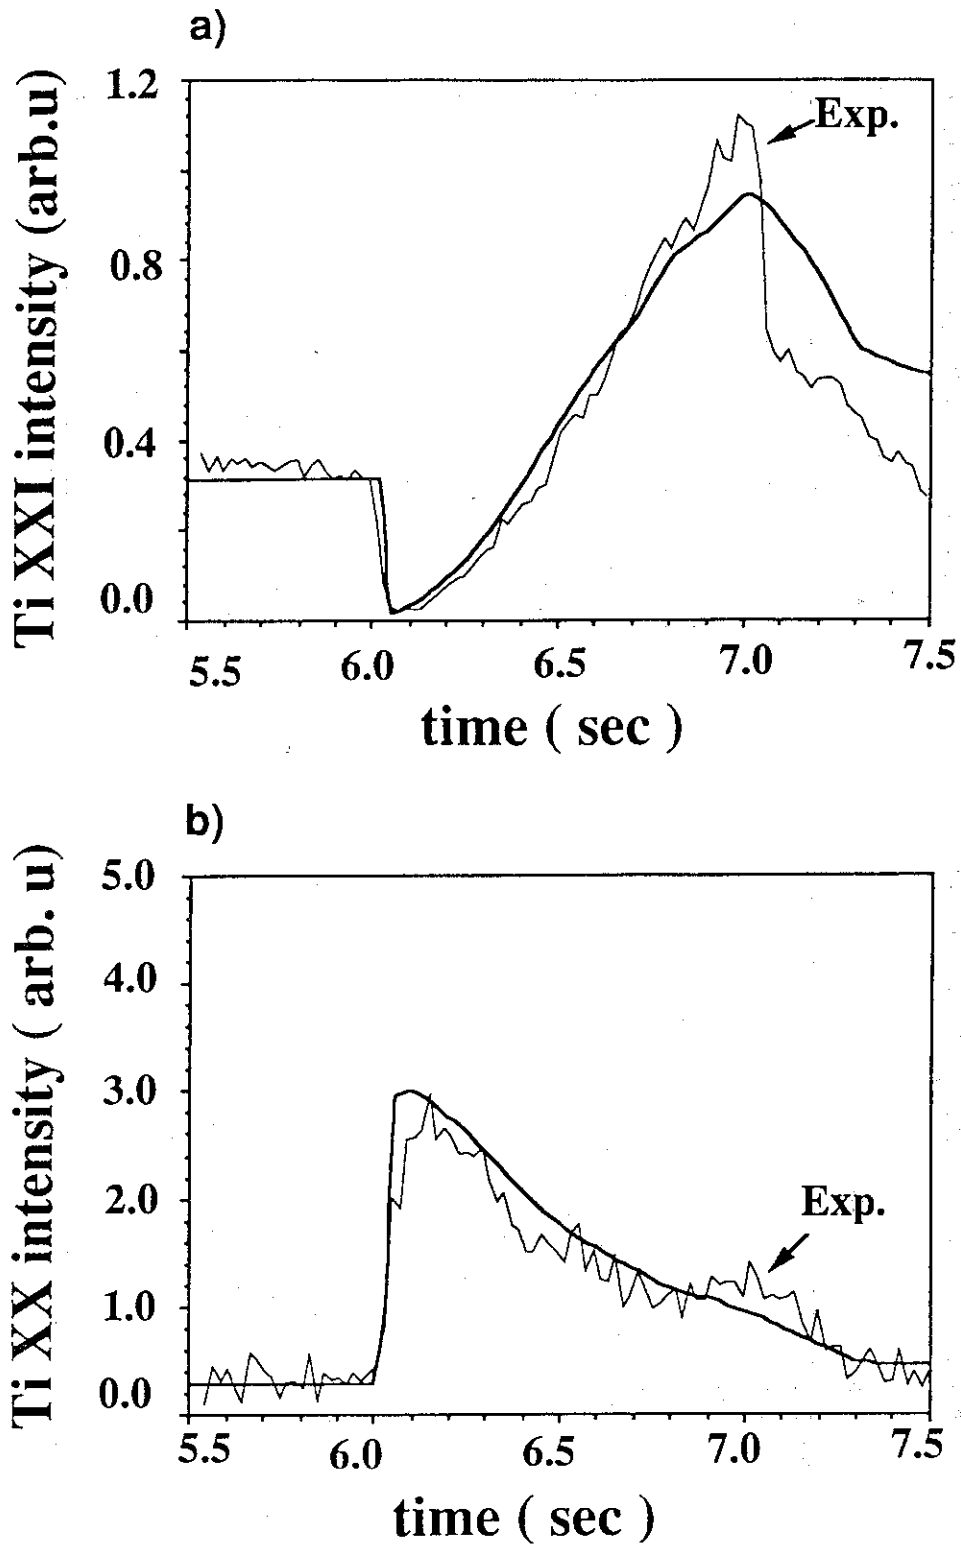 a)
Ti XXI intensity (arb.u)
1.2
0.8
0.4
0.0
Exp.
5.5 6.0 6.5 7.0 7.5
time ( sec )
b)
Ti XX intensity ( arb. u)
5.0
4.0
3.0
2.0
1.0
0.0
Exp.
5.5 6.0 6.5 7.0 7.5
time ( sec )